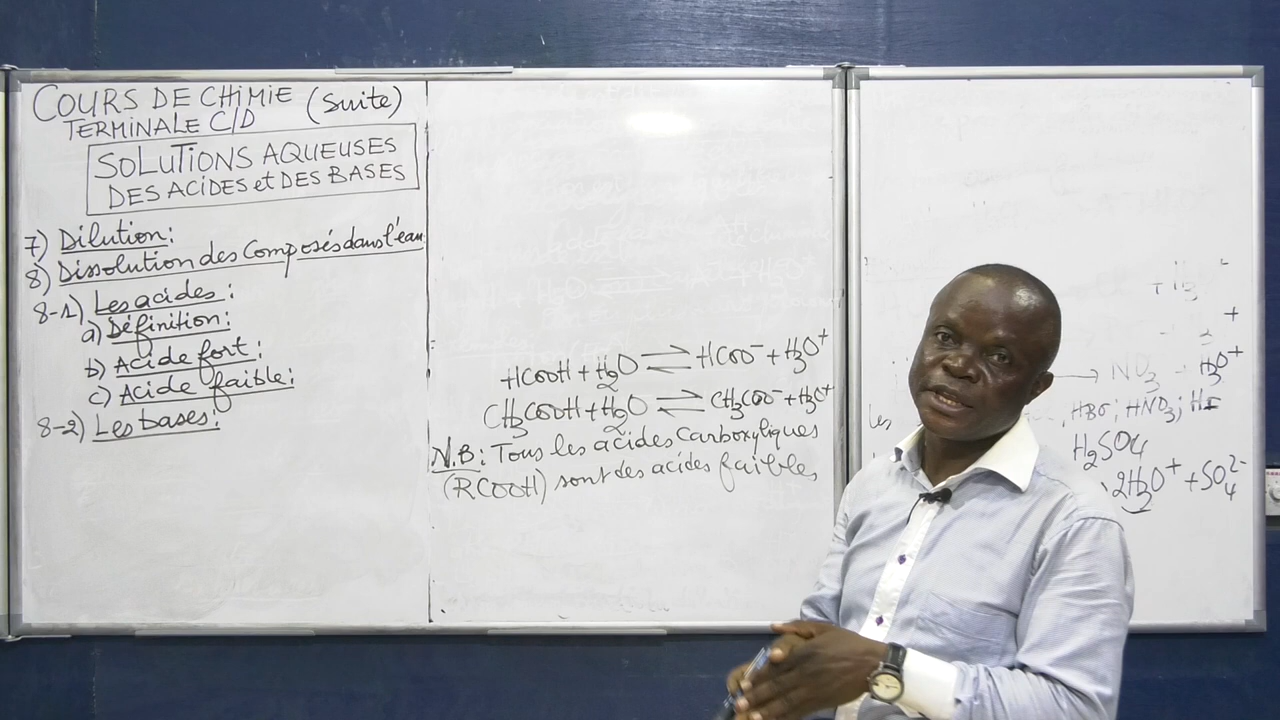 COURS DE CHIMIE (Suite)
TERMINALE C/D
SOLUTIONS AQUEUSES
DES ACIDES et DES BASES
7) Dilution:
8) Dissolution des Composés dans l'eau
8-1) Les acides:
a) Définition:
b) Acide fort:
c) Acide faible:
8-2) Les bases:
HCOOH + H₂O ⇌ HCOO⁻ + H₃O⁺
CH₃COOH + H₂O ⇌ CH₃COO⁻ + H₃O⁺
N.B: Tous les acides Carboxyliques
(RCOOH) sont des acides faibles
+
→ NO₃ H₃O⁺
les , HBr; HNO₃;
H₂SO₄
2H₃O⁺ + SO₄²⁻